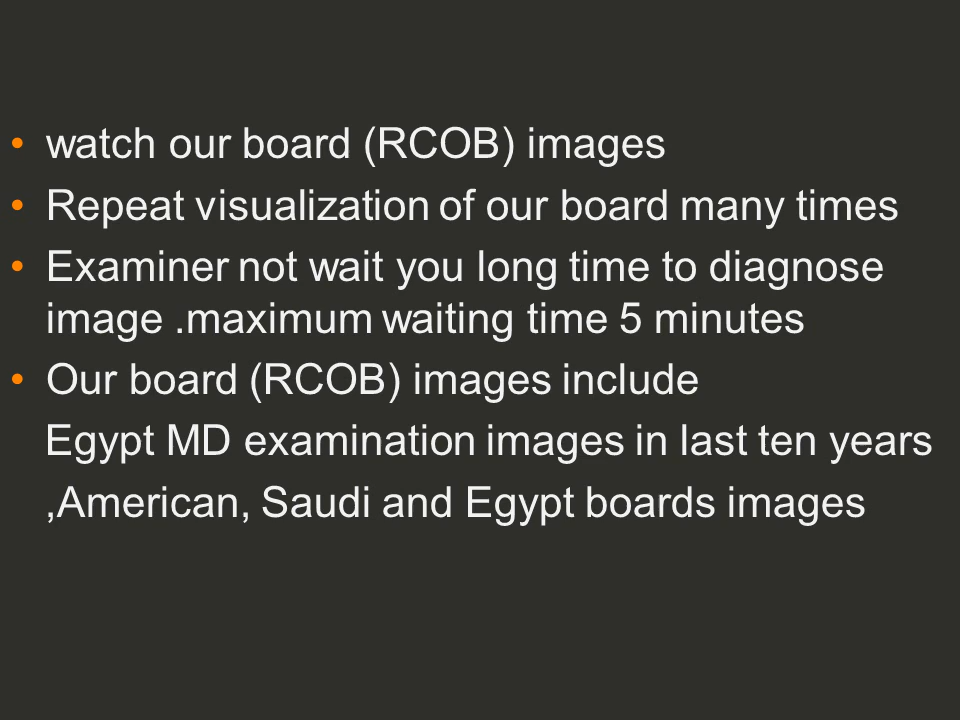 • watch our board (RCOB) images
• Repeat visualization of our board many times
• Examiner not wait you long time to diagnose
image .maximum waiting time 5 minutes
• Our board (RCOB) images include
Egypt MD examination images in last ten years
,American, Saudi and Egypt boards images